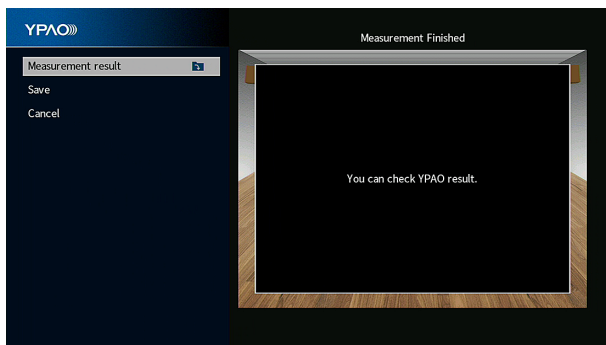 YPAO
Measurement result
Save
Cancel
Measurement Finished
You can check YPAO result.